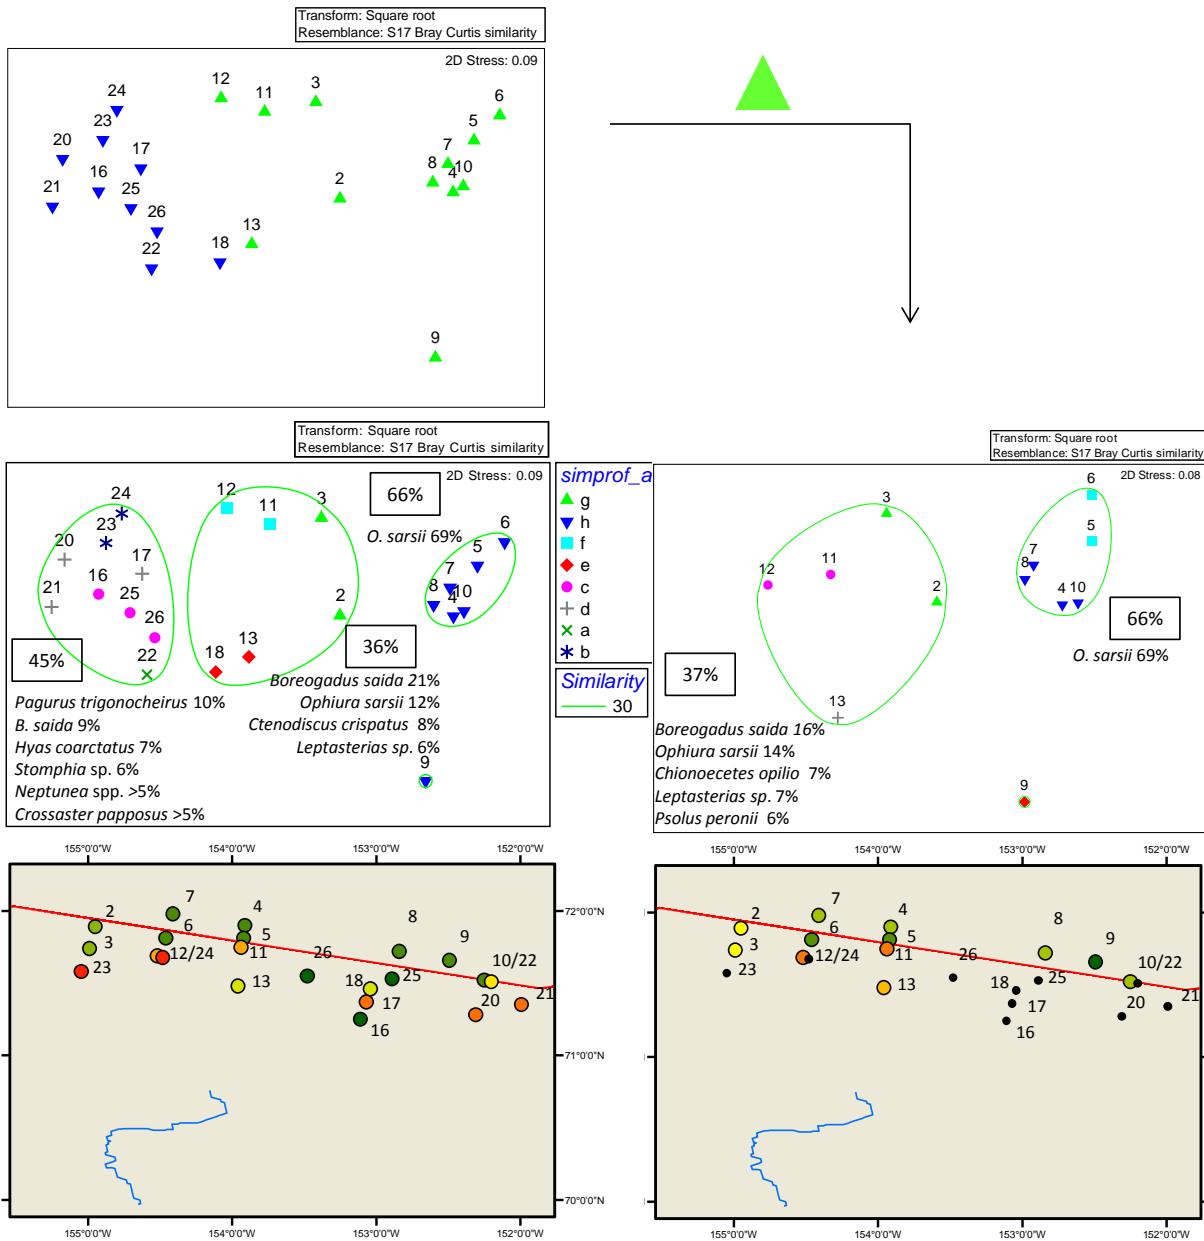 Transform: Square root
Resemblance: S17 Bray Curtis similarity
2D Stress: 0.09
12
11
3
6
24
23
20
17
16
21
25
26
22
18
13
2
5
7
8
10
4
9
Transform: Square root
Resemblance: S17 Bray Curtis similarity
2D Stress: 0.09
24
23
20
17
16
21
25
26
22
12
11
3
2
13
18
6
5
7
8
10
4
9
66%
O. sarsii 69%
45%
36%
Pagurus trigonocheirus 10%
B. saida 9%
Hyas coarctatus 7%
Stomphia sp. 6%
Neptunea spp. >5%
Crossaster papposus >5%
Boreogadus saida 21%
Ophiura sarsii 12%
Ctenodiscus crispatus 8%
Leptasterias sp. 6%
simprof_a
g
h
f
e
c
d
a
b
Similarity
30
Transform: Square root
Resemblance: S17 Bray Curtis similarity
2D Stress: 0.08
3
6
5
12
11
7
8
2
4
10
13
9
66%
O. sarsii 69%
37%
Boreogadus saida 16%
Ophiura sarsii 14%
Chionoecetes opilio 7%
Leptasterias sp. 7%
Psolus peronii 6%
155°0'0"W
154°0'0"W
153°0'0"W
152°0'0"W
7
2
4
6
5
8
3
12/24
11
9
23
26
10/22
13
18
25
17
20
21
16
72°0'0"N
71°0'0"N
70°0'0"N
155°0'0"W
154°0'0"W
153°0'0"W
152°0'0"W
155°0'0"W
154°0'0"W
153°0'0"W
152°0'0"W
7
2
4
6
5
8
3
12/24
11
9
23
26
10/22
13
18
25
17
20
21
16
155°0'0"W
154°0'0"W
153°0'0"W
152°0'0"W